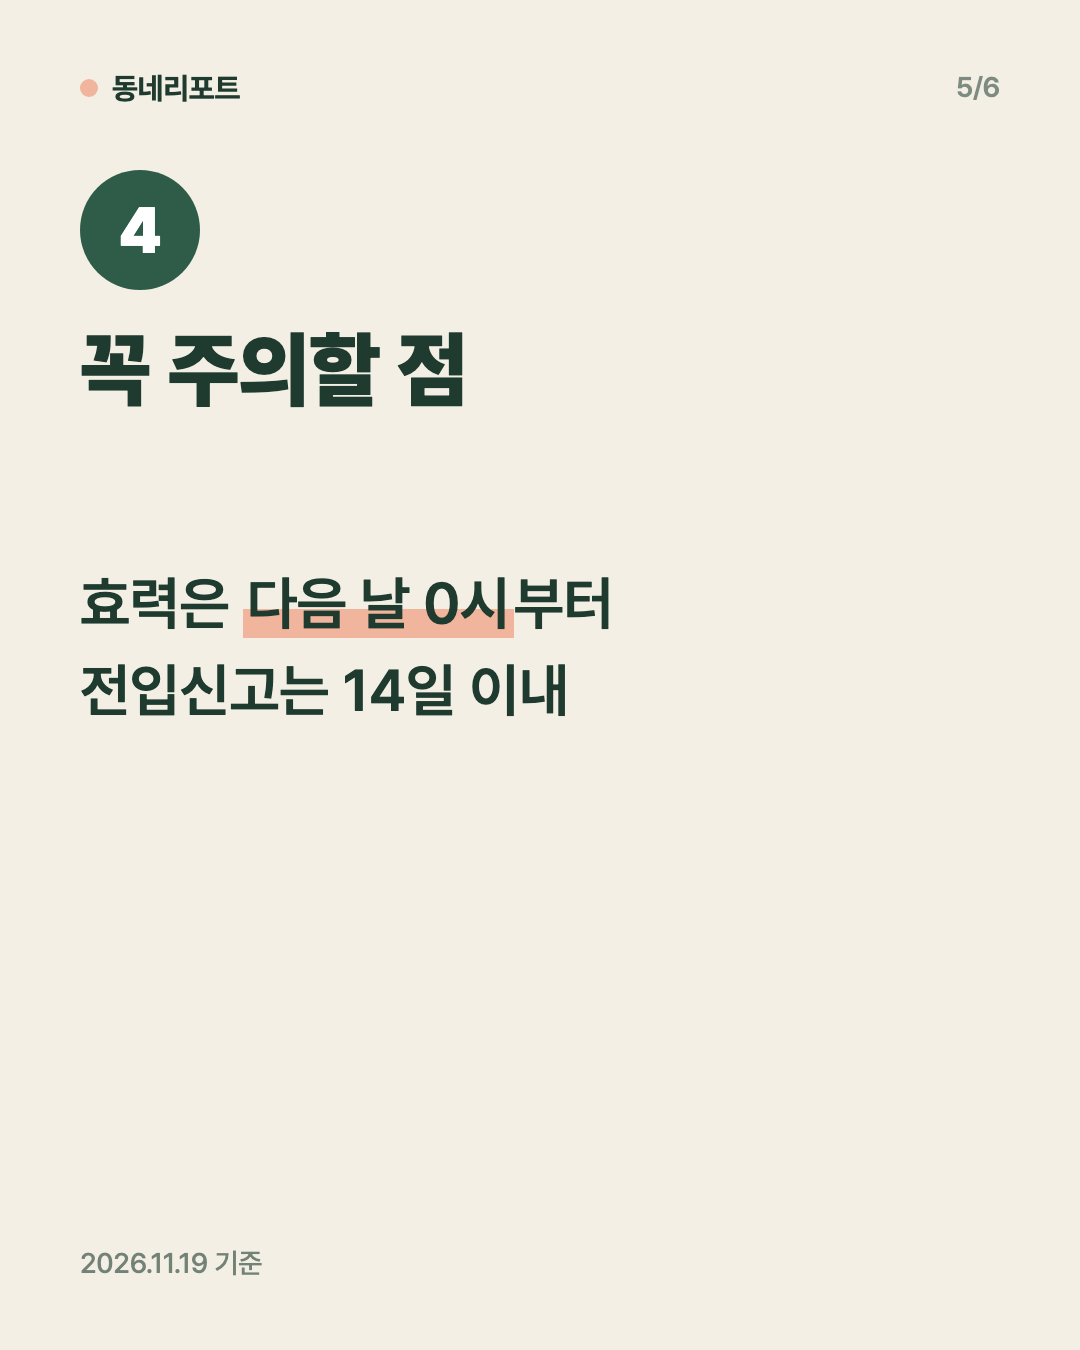 동네리포트
5/6
4
꼭 주의할 점
효력은 다음 날 0시부터
전입신고는 14일 이내
2026.11.19 기준